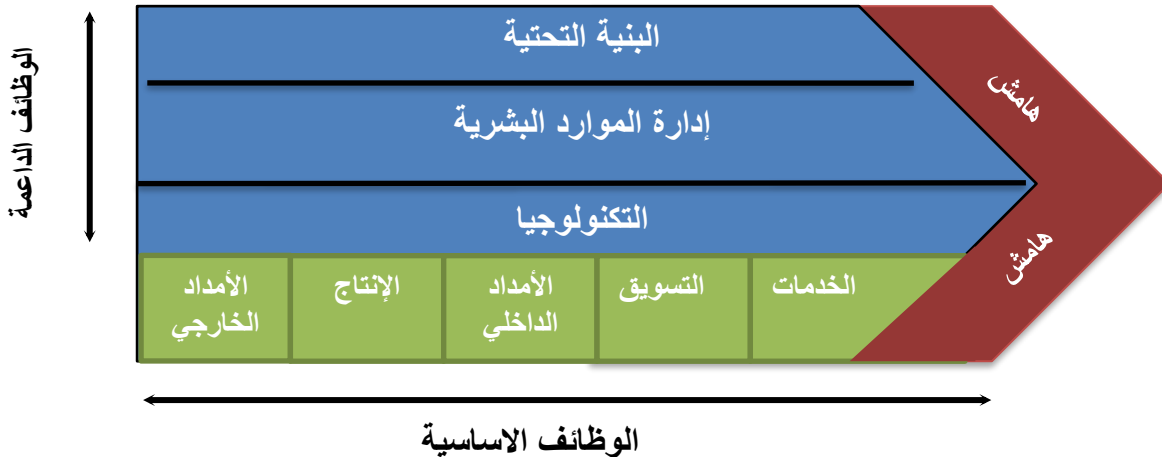 البنية التحتية
هامش
الوظائف الداعمة
إدارة الموارد البشرية
التكنولوجيا
هامش
الأمداد
الخارجي
الإنتاج
الأمداد
الداخلي
التسويق
الخدمات
الوظائف الاساسية